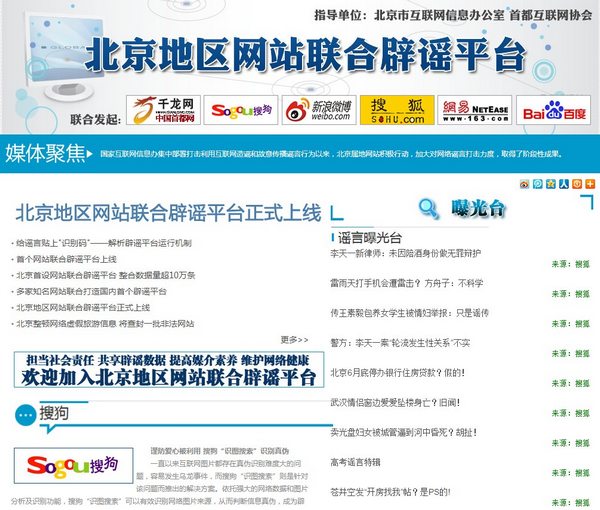 指导单位：北京市互联网信息办公室 首都互联网协会
北京地区网站联合辟谣平台
联合发起：
千龙网
中国首都网
Sogou搜狗
新浪微博
weibo.com
搜 狐
SOHU.com
網易 NETEASE
www.163.com
Bai du 百度
媒体聚焦
国家互联网信息办集中部署打击利用互联网造谣和故意传播谣言行为以来，北京属地网站积极行动，加大对网络谣言打击力度，取得了阶段性成果。
北京地区网站联合辟谣平台正式上线
给谣言贴上“识别码”——解析辟谣平台运行机制
首个网站联合辟谣平台上线
北京首设网站联合辟谣平台 整合数据量超10万条
多家知名网站联合打造国内首个辟谣平台
北京地区网站联合辟谣平台正式上线
北京整顿网络虚假旅游信息 将查封一批非法网站
更多>>
担当社会责任 共享辟谣数据 提高媒介素养 维护网络健康
欢迎加入北京地区网站联合辟谣平台
搜狗
Sogou搜狗
谨防爱心被利用 搜狗“识图搜索”识别真伪
一直以来互联网图片都存在真伪识别难度大的问
题，容易发生乌龙事件，而搜狗“识图搜索”则是针对
该问题而推出的解决方案。依托强大的网络数据和图片
分析及识别功能，搜狗“识图搜索”可以有效识别网络图片来源，从而判断信息真伪，成为辟
曝光台
谣言曝光台
李天一新律师：未因陪酒身份做无罪辩护
来源：搜狐
雷雨天打手机会遭雷击？ 方舟子：不科学
来源：搜狐
传王素毅包养女学生被情妇举报：只是谣传
来源：搜狐
警方：李天一案“轮流发生性关系”不实
来源：搜狐
北京6月底停办银行住房贷款？假的！
来源：搜狐
武汉情侣窗边爱爱坠楼身亡？旧闻！
来源：搜狐
卖光盘妇女被城管逼到河中昏死？胡扯！
来源：搜狐
高考谣言特辑
来源：搜狐
苍井空发“开房找我”帖？是PS的！
来源：搜狐